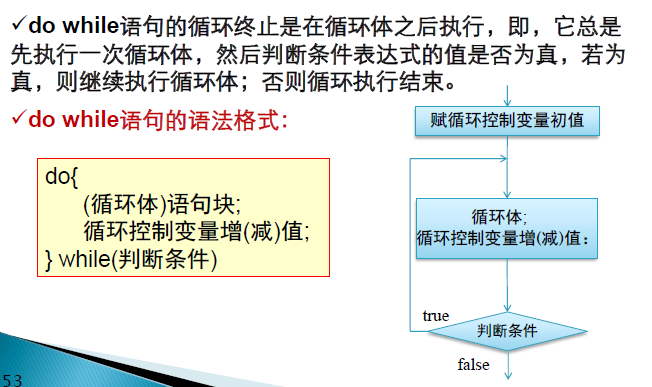 ✓do while语句的循环终止是在循环体之后执行，即，它总是
先执行一次循环体，然后判断条件表达式的值是否为真，若为
真，则继续执行循环体；否则循环执行结束。
✓do while语句的语法格式：
do{
(循环体)语句块;
循环控制变量增(减)值;
} while(判断条件)
赋循环控制变量初值
循环体;
循环控制变量增(减)值：
true
判断条件
false
53